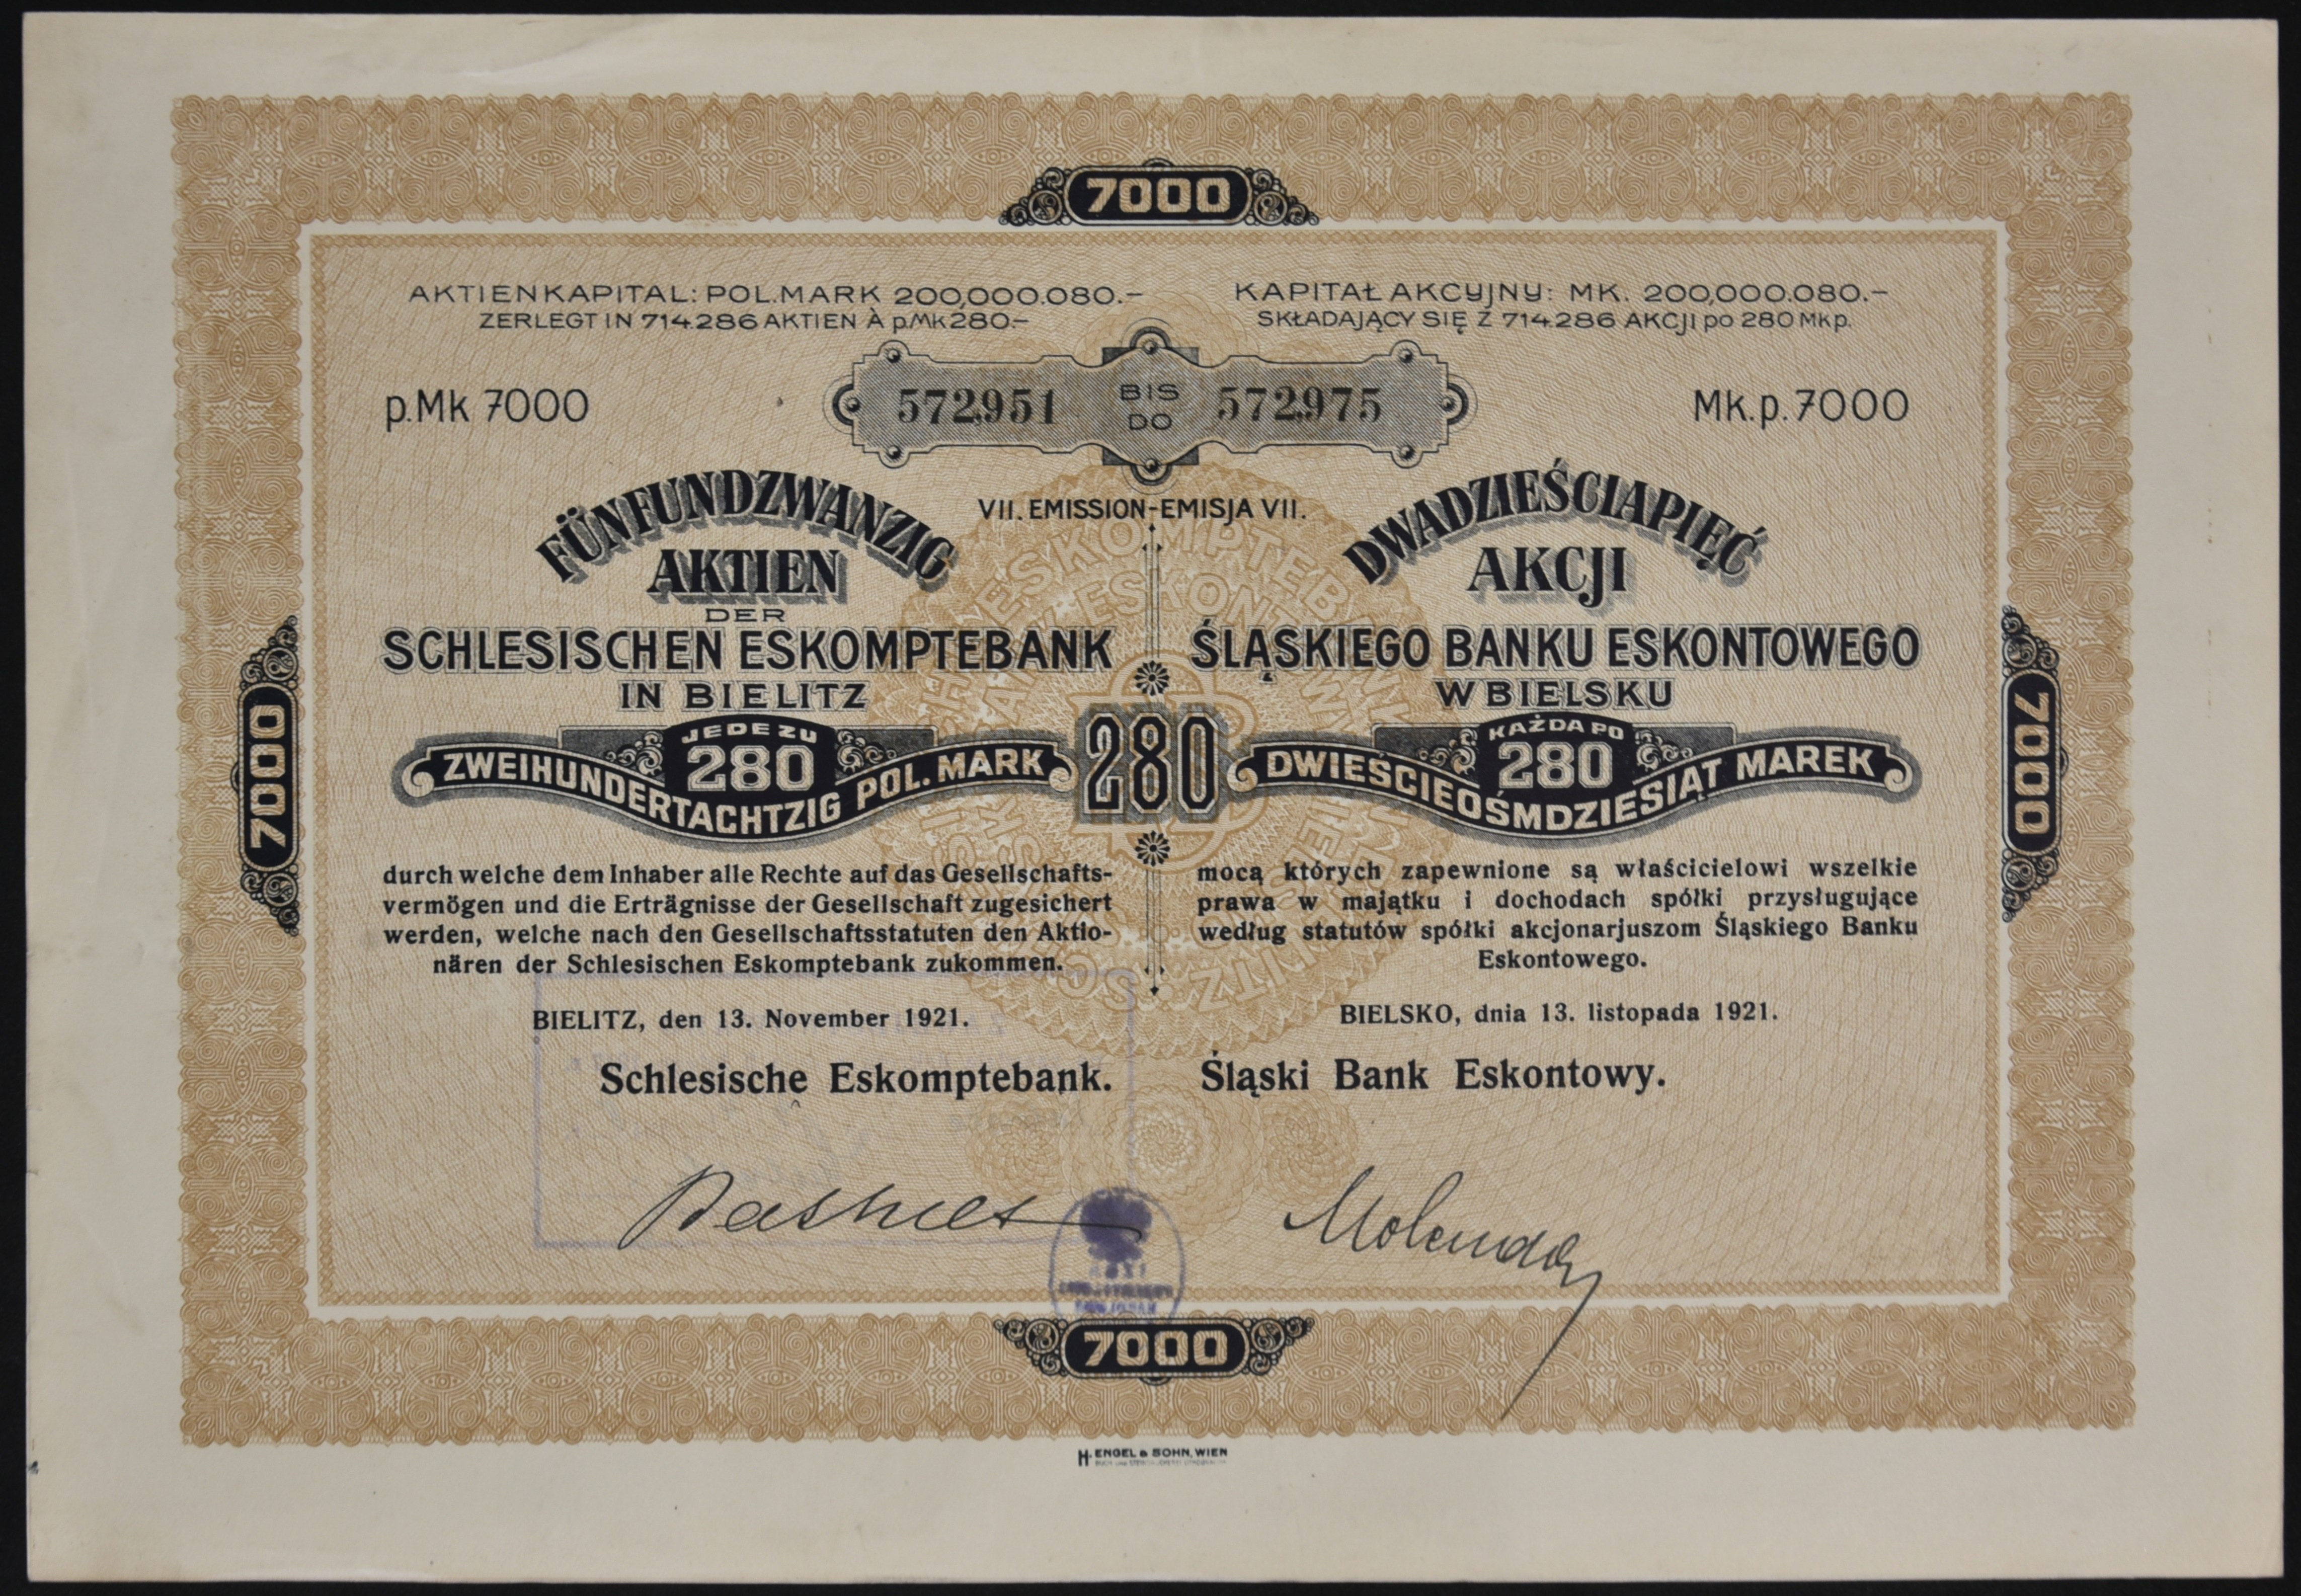 7000
AKTIENKAPITAL: POL.MARK 200,000.080.–
ZERLEGT IN 714.286 AKTIEN À p.Mk 280.–
KAPITAŁ AKCYJNY: MK. 200,000.080.–
SKŁADAJĄCY SIĘ Z 714.286 AKCJI po 280 Mkp.
p.Mk 7000
572,951 BIS DO 572,975
Mk.p. 7000
VII. EMISSION-EMISJA VII.
FÜNFUNDZWANZIG
AKTIEN
DER
SCHLESISCHEN ESKOMPTEBANK
IN BIELITZ
JEDE ZU
280
ZWEIHUNDERTACHTZIG POL. MARK
280
DWADZIEŚCIAPIĘĆ
AKCJI
ŚLĄSKIEGO BANKU ESKONTOWEGO
W BIELSKU
KAŻDA PO
280
DWIEŚCIEOŚMDZIESIĄT MAREK
7000
7000
durch welche dem Inhaber alle Rechte auf das Gesellschafts-
vermögen und die Erträgnisse der Gesellschaft zugesichert
werden, welche nach den Gesellschaftsstatuten den Aktio-
nären der Schlesischen Eskomptebank zukommen.
BIELITZ, den 13. November 1921.
Schlesische Eskomptebank.
mocą których zapewnione są właścicielowi wszelkie
prawa w majątku i dochodach spółki przysługujące
według statutów spółki akcjonarjuszom Śląskiego Banku
Eskontowego.
BIELSKO, dnia 13. listopada 1921.
Śląski Bank Eskontowy.
Molenda
7000
H. ENGEL & SOHN, WIEN